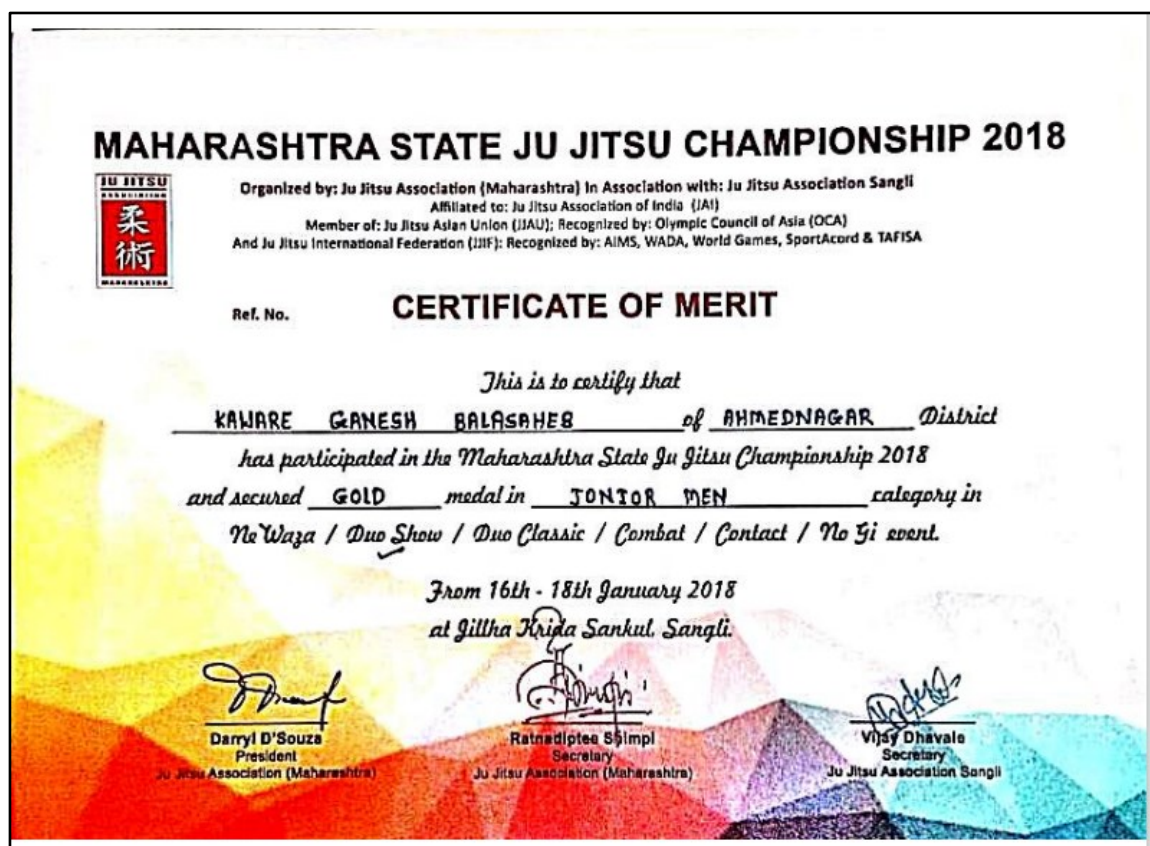 MAHARASHTRA STATE JU JITSU CHAMPIONSHIP 2018
JU JITSU
ASSOCIATION
柔術
MAHARASHTRA
Organized by: Ju Jitsu Association (Maharashtra) In Association with: Ju Jitsu Association Sangli
Affiliated to: Ju Jitsu Association of India (JAI)
Member of: Ju Jitsu Asian Union (JJAU); Recognized by: Olympic Council of Asia (OCA)
And Ju Jitsu International Federation (JJIF): Recognized by: AIMS, WADA, World Games, SportAcord & TAFISA
Ref. No.
CERTIFICATE OF MERIT
This is to certify that
KAWARE GANESH BALASAHEB of AHMEDNAGAR District
has participated in the Maharashtra State Ju Jitsu Championship 2018
and secured GOLD medal in JONIOR MEN category in
Ne Waza / Duo Show / Duo Classic / Combat / Contact / No Gi event.
From 16th - 18th January 2018
at Jillha Krida Sankul, Sangli.
Darryl D'Souza
President
Ju Jitsu Association (Maharashtra)
Ratnadiptee Shimpi
Secretary
Ju Jitsu Association (Maharashtra)
Vijay Dhavale
Secretary
Ju Jitsu Association Sangli